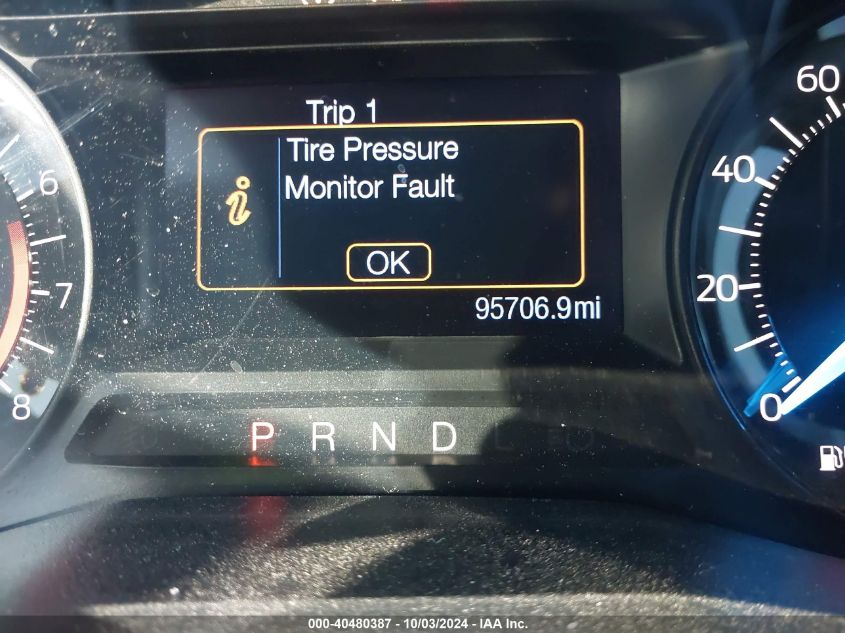 Trip 1
Tire Pressure
Monitor Fault
i
OK
95706.9mi
6
7
8
60
40
20
0
P R N D
000-40480387 - 10/03/2024 - IAA Inc.